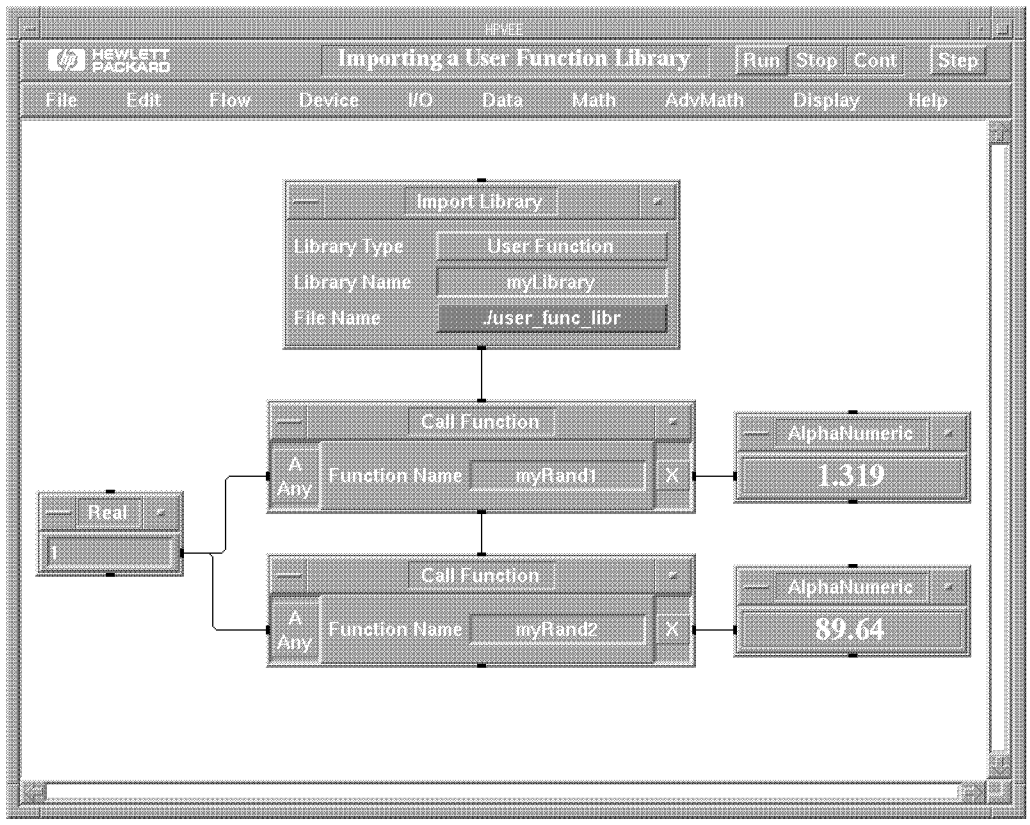 HPVEE
hp HEWLETT PACKARD
Importing a User Function Library
Run Stop Cont Step
File Edit Flow Device I/O Data Math AdvMath Display Help
Import Library
Library Type User Function
Library Name myLibrary
File Name ./user_func_libr
Call Function
A
Any
Function Name myRand1 X
AlphaNumeric
1.319
Real
Call Function
A
Any
Function Name myRand2 X
AlphaNumeric
89.64